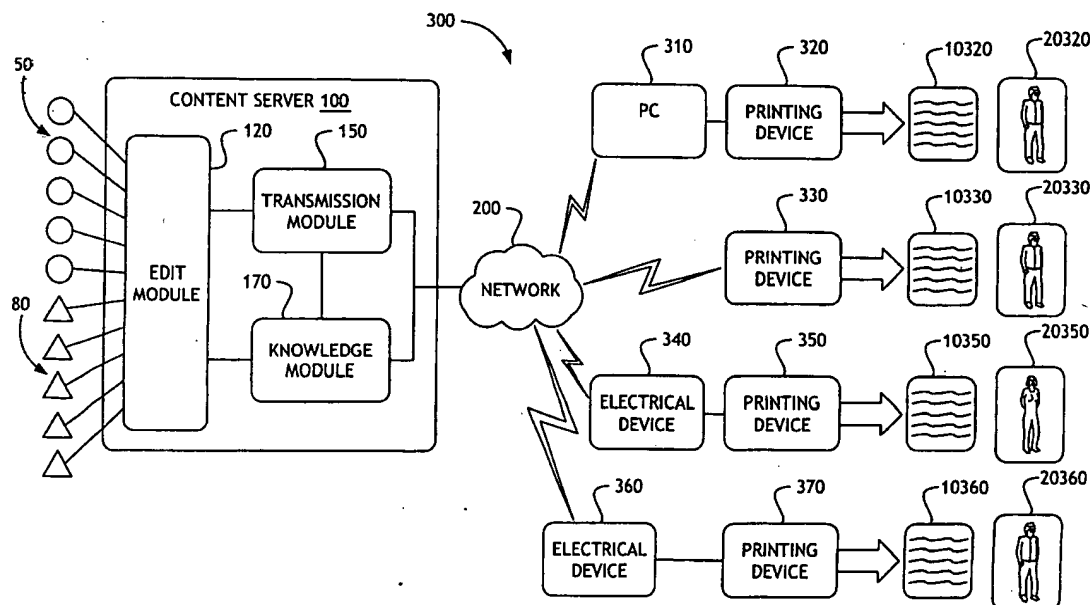 300
310
320
10320
20320
50
CONTENT SERVER 100
120
150
PC
PRINTING
DEVICE
TRANSMISSION
MODULE
200
330
10330
20330
EDIT
MODULE
NETWORK
PRINTING
DEVICE
80
170
KNOWLEDGE
MODULE
340
350
10350
20350
ELECTRICAL
DEVICE
PRINTING
DEVICE
360
370
10360
20360
ELECTRICAL
DEVICE
PRINTING
DEVICE